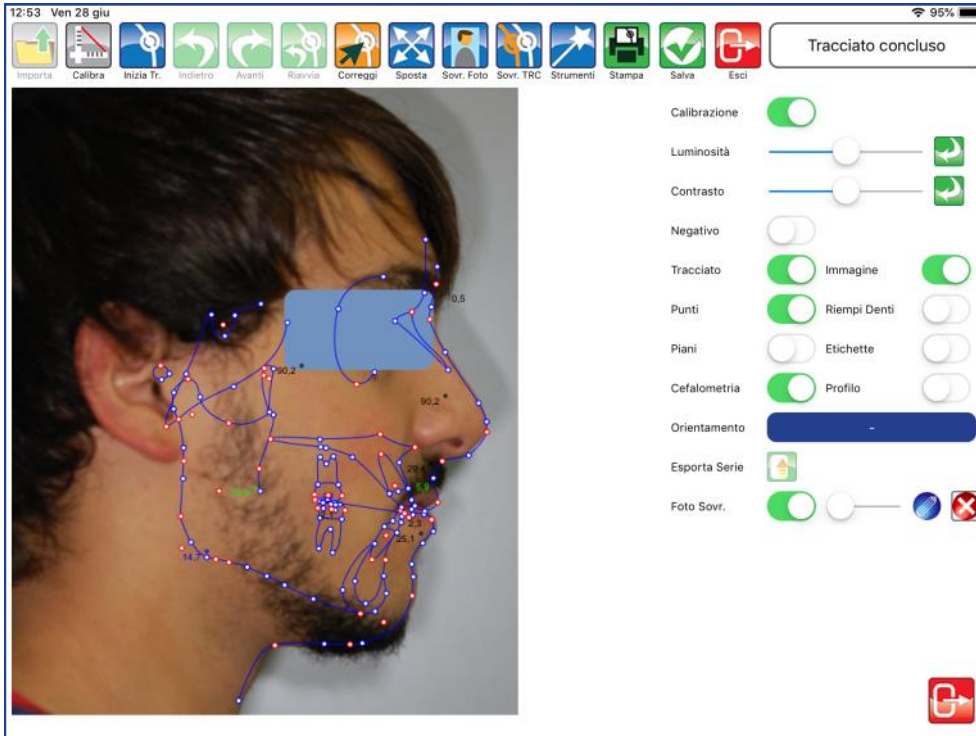 12:53 Ven 28 giu
95%
Importa Calibra Inizia Tr. Indietro Avanti Riavvia Correggi Sposta Sovr. Foto Sovr. TRC Strumenti Stampa Salva Esci
Tracciato concluso
Calibrazione
Luminosità
Contrasto
Negativo
Tracciato Immagine
Punti Riempi Denti
Piani Etichette
Cefalometria Profilo
Orientamento -
Esporta Serie
Foto Sovr.
0,5
90,2 °
90,2 °
29,4
5,9
2,3
25,1 °
14,7 °